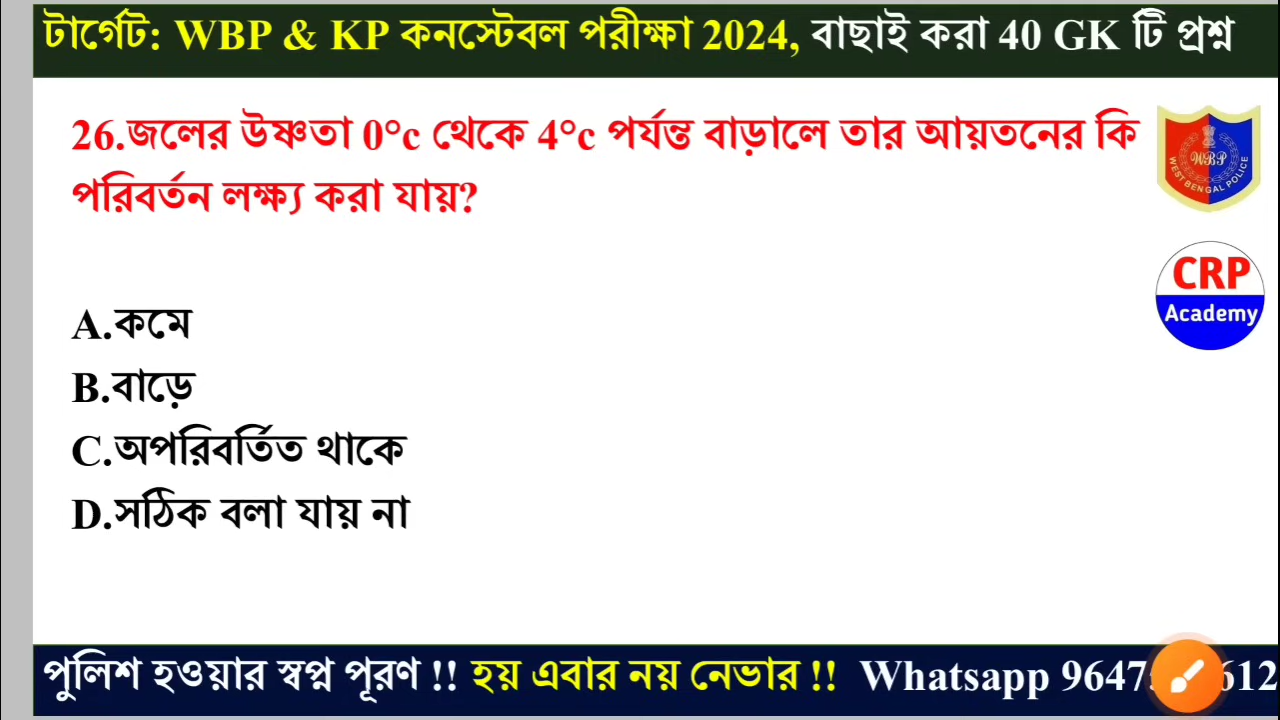 টার্গেট: WBP & KP কনস্টেবল পরীক্ষা 2024, বাছাই করা 40 GK টি প্রশ্ন
26.জলের উষ্ণতা 0°c থেকে 4°c পর্যন্ত বাড়ালে তার আয়তনের কি
পরিবর্তন লক্ষ্য করা যায়?
WBP
WEST BENGAL POLICE
CRP
Academy
A.কমে
B.বাড়ে
C.অপরিবর্তিত থাকে
D.সঠিক বলা যায় না
পুলিশ হওয়ার স্বপ্ন পূরণ !! হয় এবার নয় নেভার !! Whatsapp